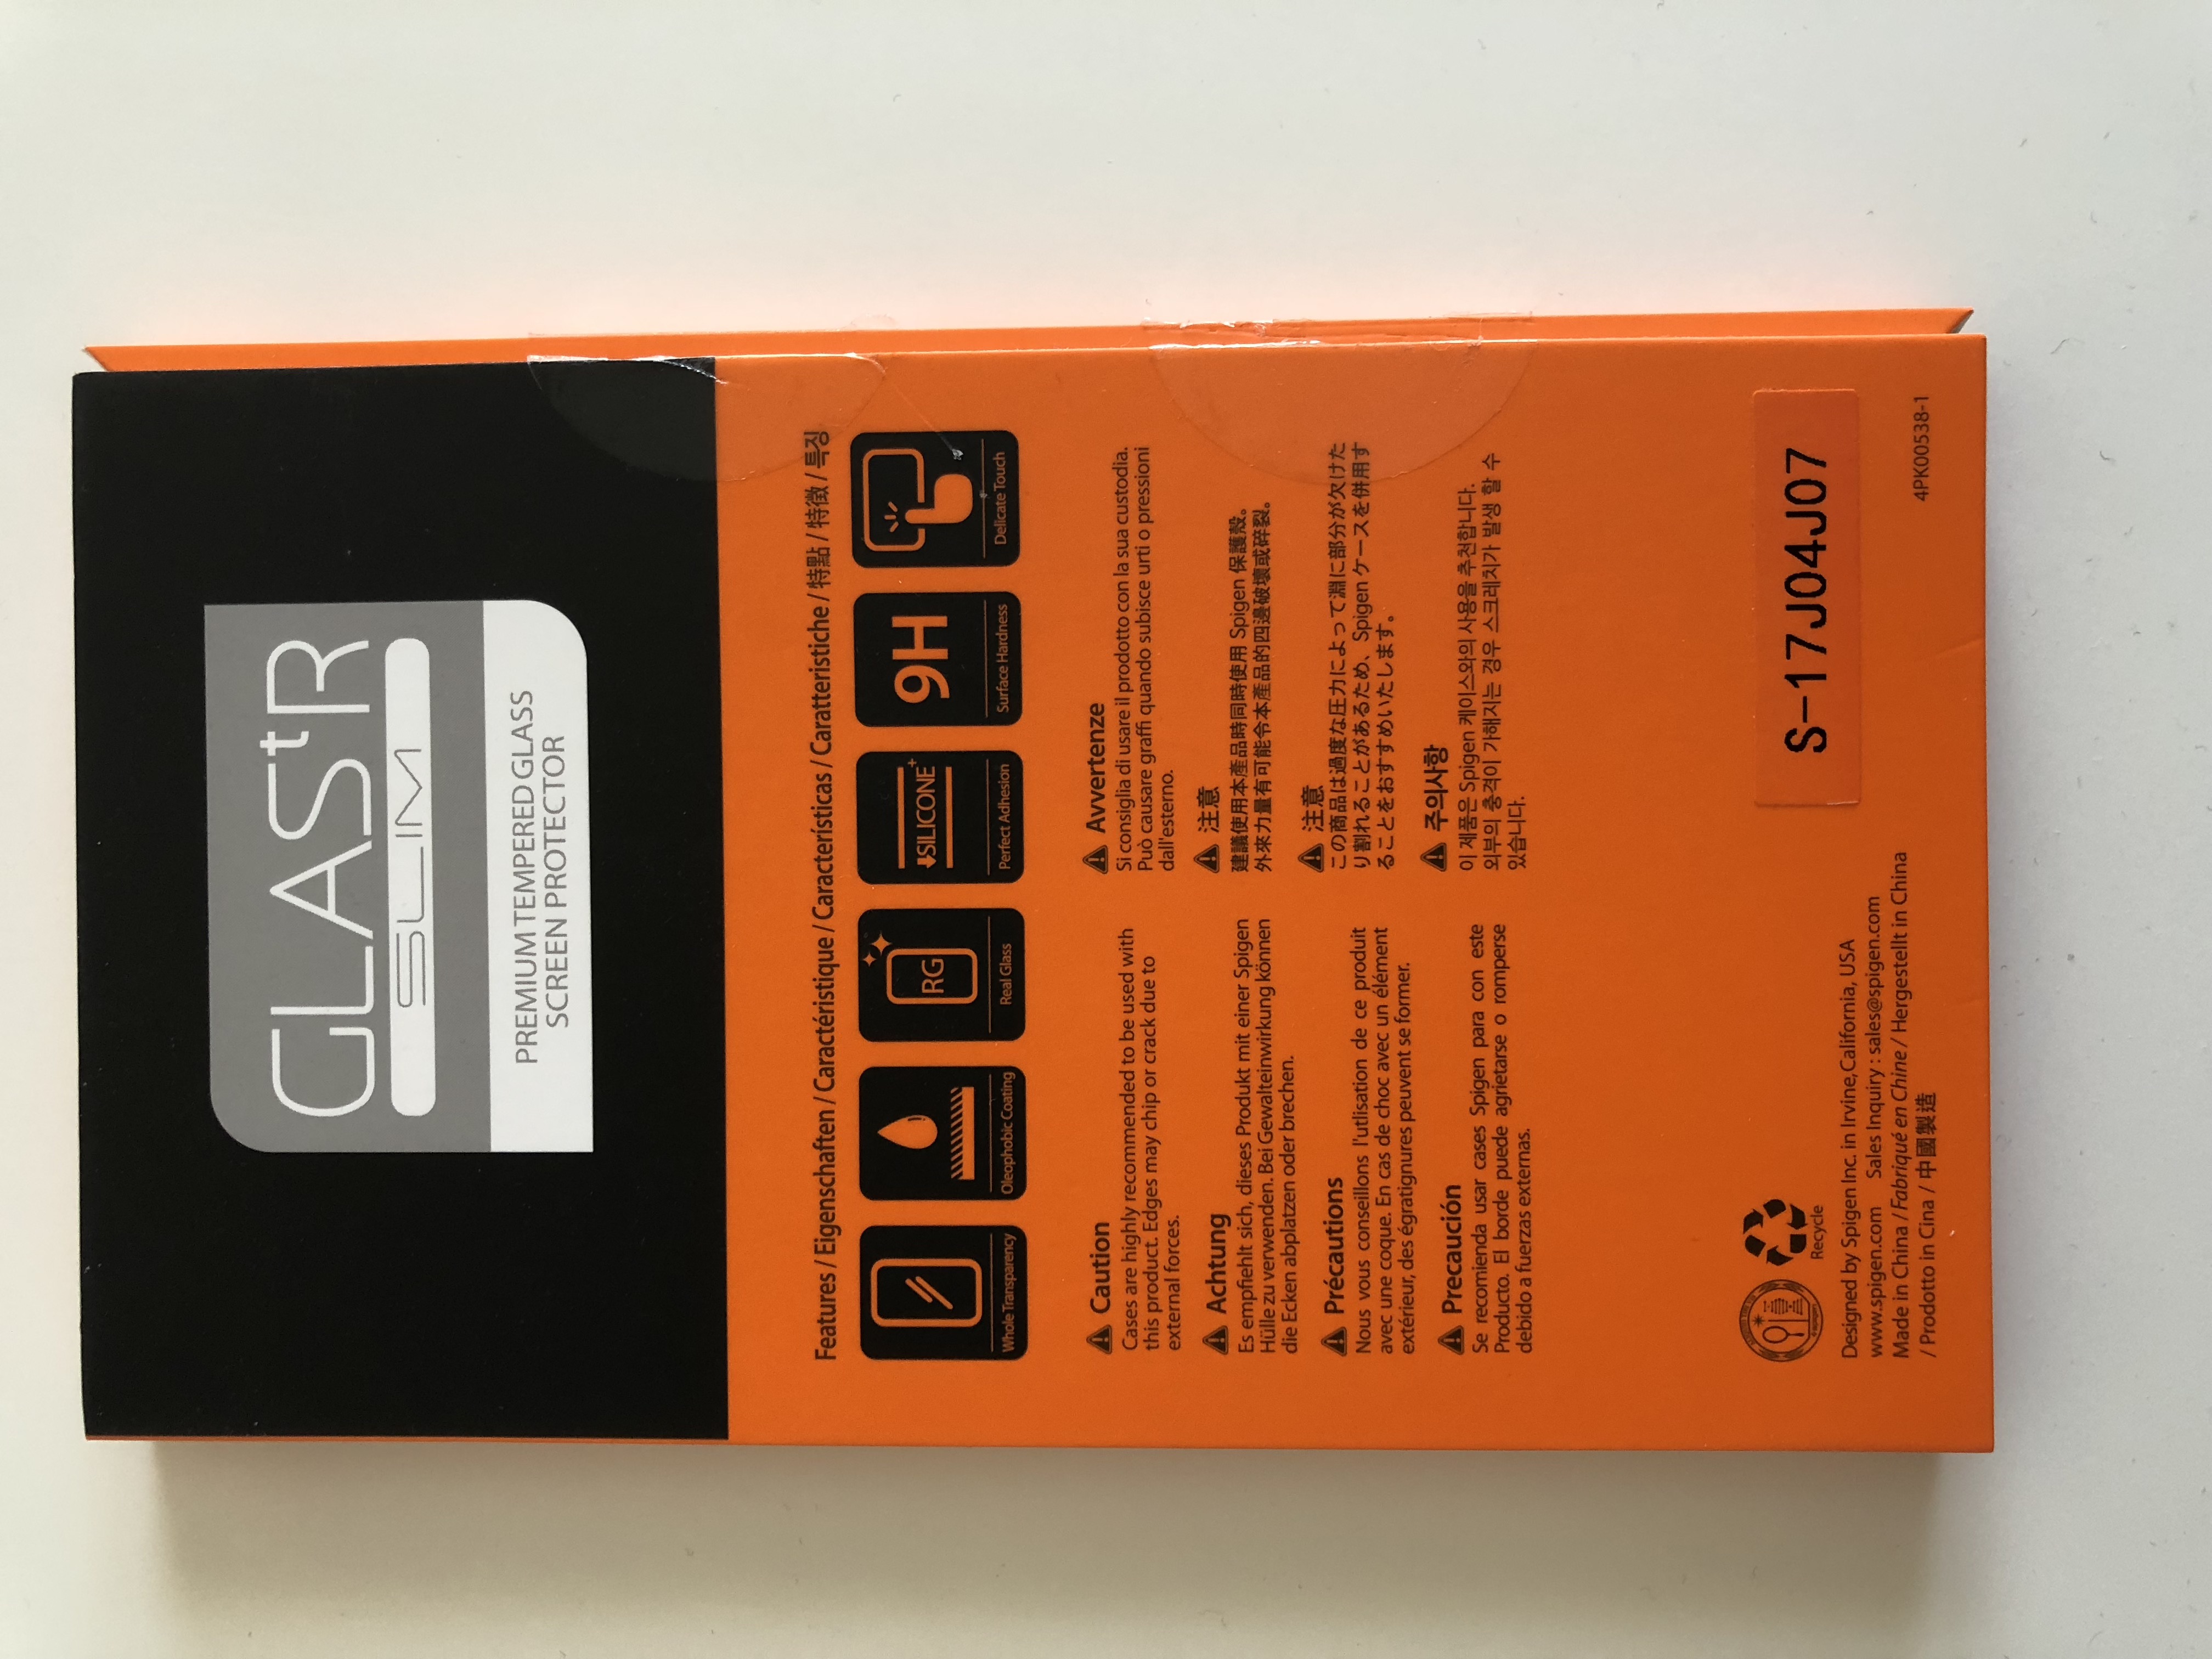 GLAStR
SLIM
PREMIUM TEMPERED GLASS
SCREEN PROTECTOR
Features / Eigenschaften / Caractéristique / Características / Caratteristiche / 特點 / 特徴 / 특징
Whole Transparency
Oleophobic Coating
RG
Real Glass
SILICONE+
Perfect Adhesion
9H
Surface Hardness
Delicate Touch
Caution
Cases are highly recommended to be used with
this product. Edges may chip or crack due to
external forces.
Achtung
Es empfiehlt sich, dieses Produkt mit einer Spigen
Hülle zu verwenden. Bei Gewalteinwirkung können
die Ecken abplatzen oder brechen.
Précautions
Nous vous conseillons l'utlisation de ce produit
avec une coque. En cas de choc avec un élément
extérieur, des égratignures peuvent se former.
Precaución
Se recomienda usar cases Spigen para con este
Producto. El borde puede agrietarse o romperse
debido a fuerzas externas.
Avvertenze
Si consiglia di usare il prodotto con la sua custodia.
Può causare graffi quando subisce urti o pressioni
dall'esterno.
注意
建議使用本產品時同時使用 Spigen 保護殼。
外來力量有可能令本產品的四邊破壞或碎裂。
注意
この商品は過度な圧力によって淵に部分が欠けた
り割れることがあるため、Spigen ケースを併用す
ることをおすすめいたします。
주의사항
이 제품은 Spigen 케이스와의 사용을 추천합니다.
외부의 충격이 가해지는 경우 스크레치가 발생 할 수
있습니다.
Recycle
Designed by Spigen Inc. in Irvine,California, USA
www.spigen.com Sales Inquiry : sales@spigen.com
Made in China / Fabriqué en Chine / Hergestellt in China
/ Prodotto in Cina / 中國製造
S-17J04J07
4PK00538-1